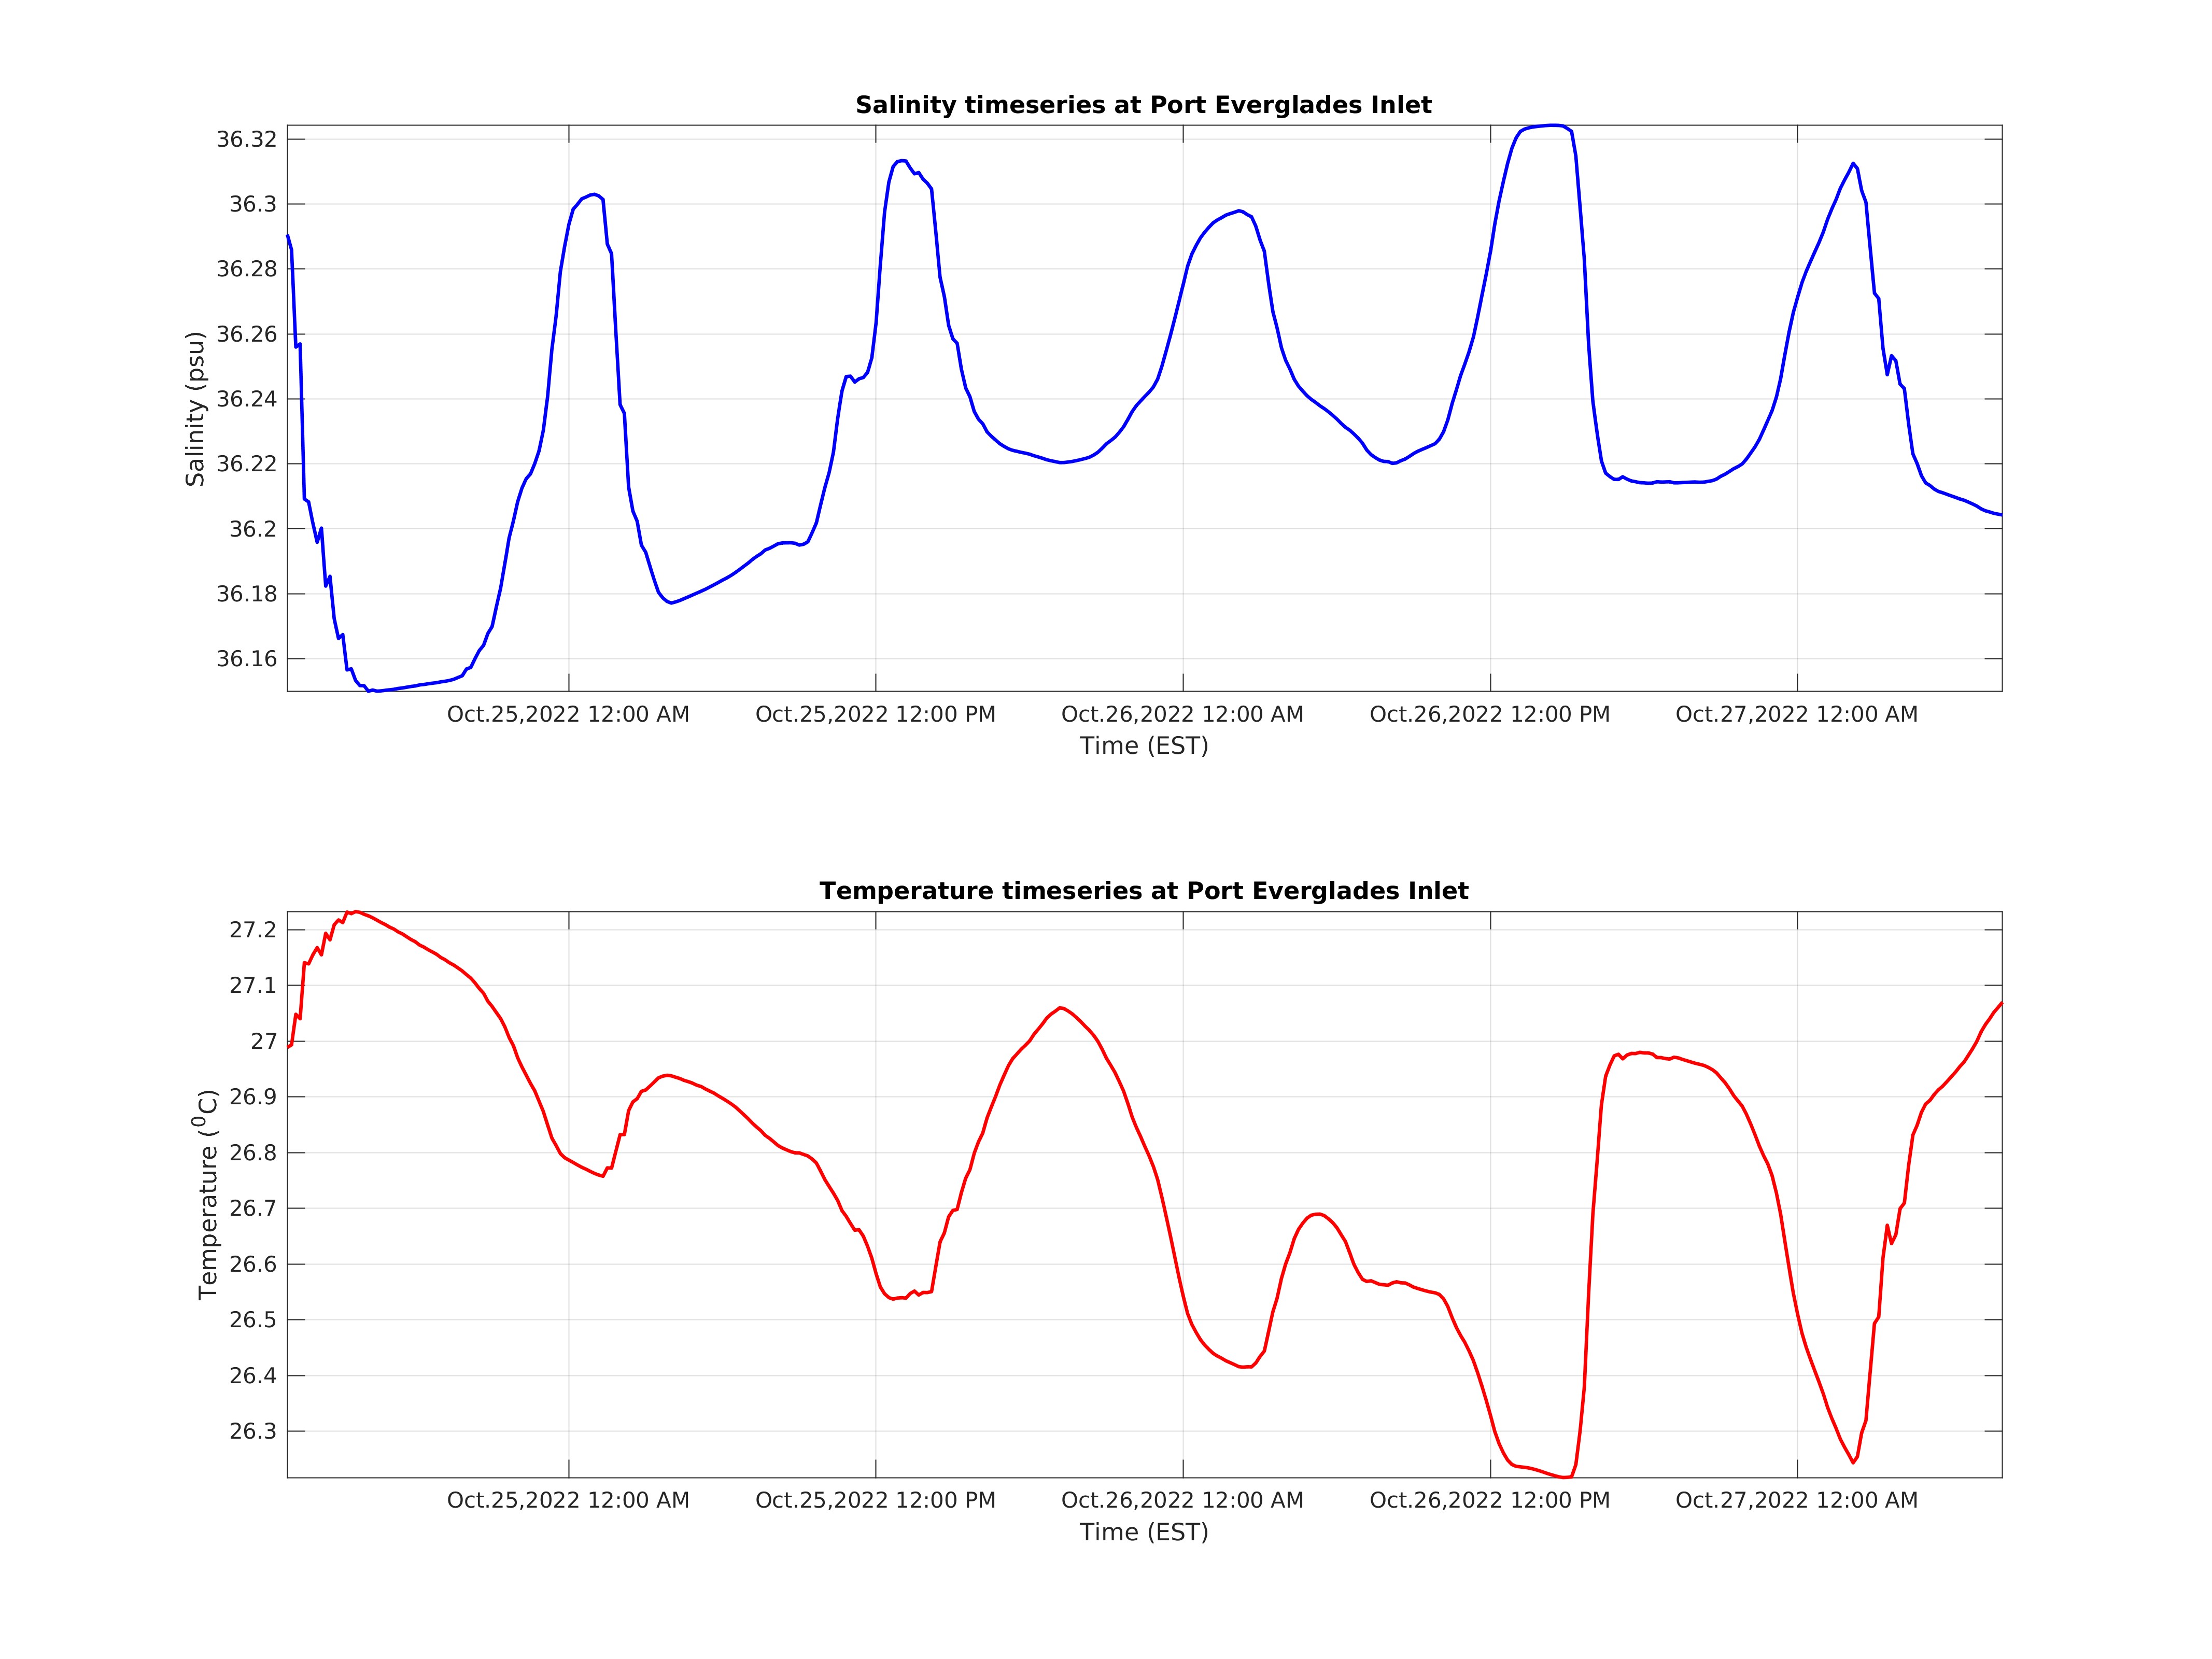 Salinity timeseries at Port Everglades Inlet
36.32
36.3
36.28
36.26
36.24
36.22
36.2
36.18
36.16
Salinity (psu)
Oct.25,2022 12:00 AM Oct.25,2022 12:00 PM Oct.26,2022 12:00 AM Oct.26,2022 12:00 PM Oct.27,2022 12:00 AM
Time (EST)
Temperature timeseries at Port Everglades Inlet
27.2
27.1
27
26.9
26.8
26.7
26.6
26.5
26.4
26.3
Temperature (⁰C)
Oct.25,2022 12:00 AM Oct.25,2022 12:00 PM Oct.26,2022 12:00 AM Oct.26,2022 12:00 PM Oct.27,2022 12:00 AM
Time (EST)